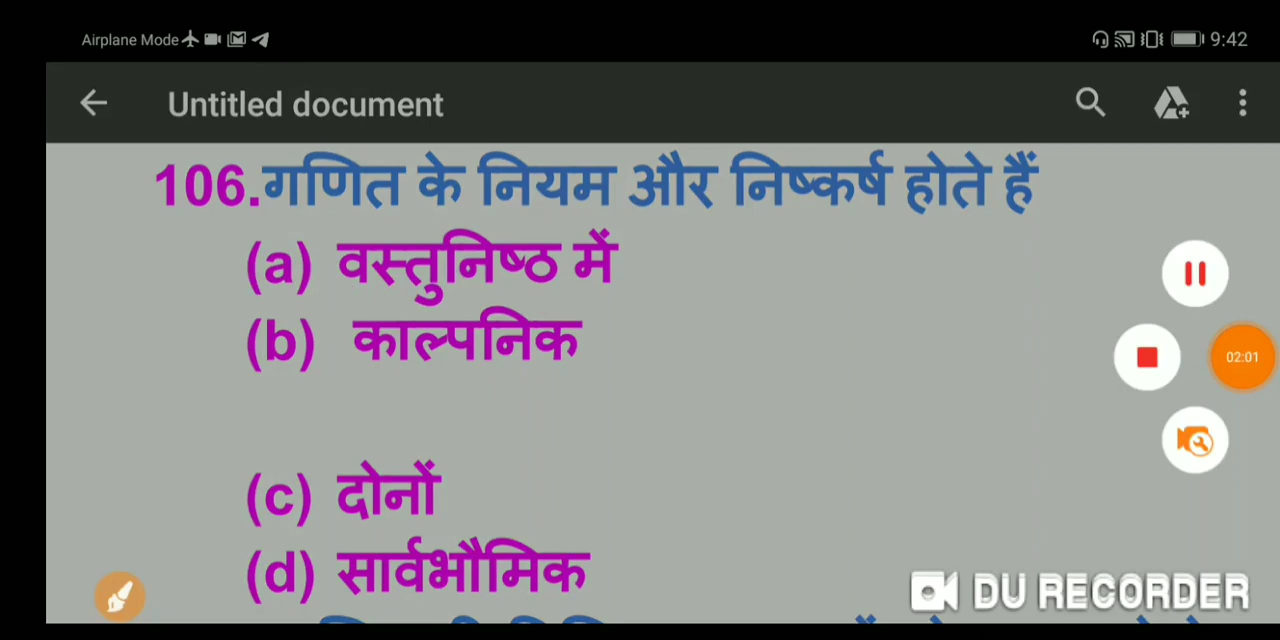 Airplane Mode 9:42
Untitled document
106.गणित के नियम और निष्कर्ष होते हैं
(a) वस्तुनिष्ठ में
(b) काल्पनिक
02:01
(c) दोनों
(d) सार्वभौमिक
DU RECORDER